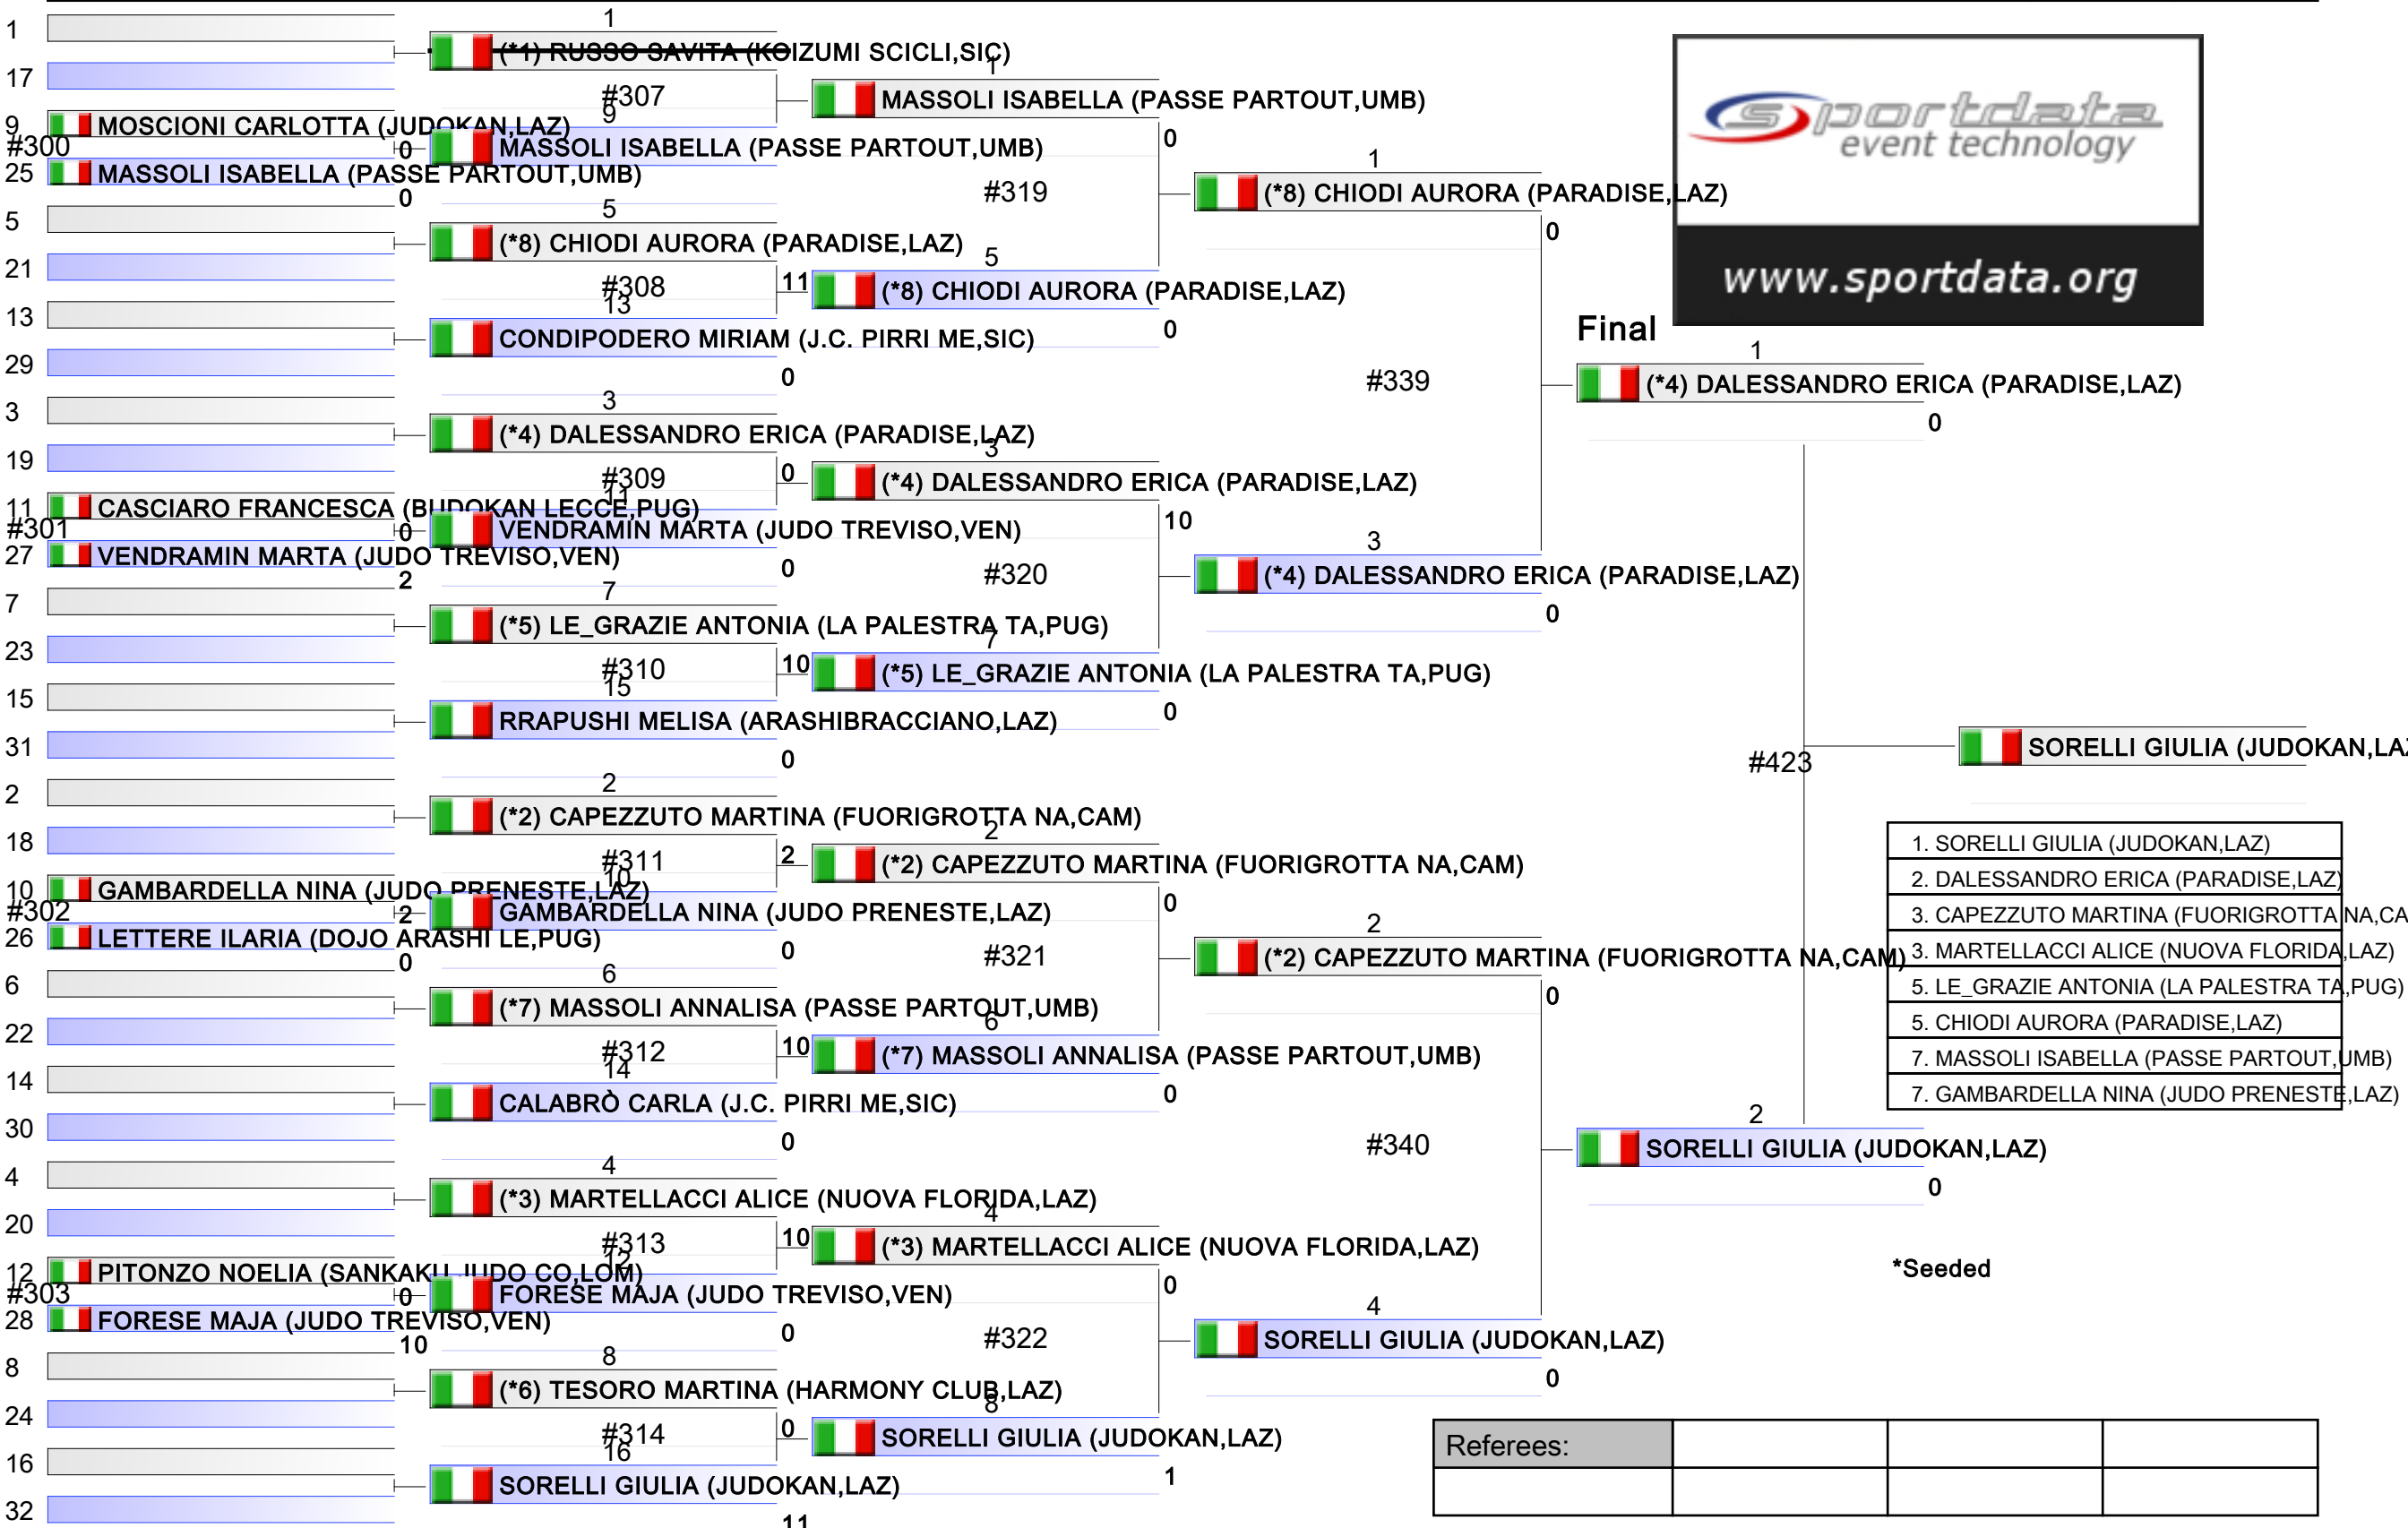 1
17
9
MOSCIONI CARLOTTA (JUDOKAN,LAZ)
0
#300
25
MASSOLI ISABELLA (PASSE PARTOUT,UMB)
0
5
21
13
29
3
19
11
CASCIARO FRANCESCA (BUDOKAN LECCE,PUG)
0
#301
27
VENDRAMIN MARTA (JUDO TREVISO,VEN)
2
7
23
15
31
2
18
10
GAMBARDELLA NINA (JUDO PRENESTE,LAZ)
2
#302
26
LETTERE ILARIA (DOJO ARASHI LE,PUG)
0
6
22
14
30
4
20
12
PITONZO NOELIA (SANKAKU JUDO CO,LOM)
0
#303
28
FORESE MAJA (JUDO TREVISO,VEN)
10
8
24
16
32
1
(*1) RUSSO SAVITA (KOIZUMI SCICLI,SIC)
#307
9
MASSOLI ISABELLA (PASSE PARTOUT,UMB)
5
(*8) CHIODI AURORA (PARADISE,LAZ)
11
#308
13
CONDIPODERO MIRIAM (J.C. PIRRI ME,SIC)
0
3
(*4) DALESSANDRO ERICA (PARADISE,LAZ)
0
#309
11
VENDRAMIN MARTA (JUDO TREVISO,VEN)
0
7
(*5) LE_GRAZIE ANTONIA (LA PALESTRA TA,PUG)
10
#310
15
RRAPUSHI MELISA (ARASHIBRACCIANO,LAZ)
0
2
(*2) CAPEZZUTO MARTINA (FUORIGROTTA NA,CAM)
2
#311
10
GAMBARDELLA NINA (JUDO PRENESTE,LAZ)
0
6
(*7) MASSOLI ANNALISA (PASSE PARTOUT,UMB)
10
#312
14
CALABRÒ CARLA (J.C. PIRRI ME,SIC)
0
4
(*3) MARTELLACCI ALICE (NUOVA FLORIDA,LAZ)
10
#313
12
FORESE MAJA (JUDO TREVISO,VEN)
0
8
(*6) TESORO MARTINA (HARMONY CLUB,LAZ)
0
#314
16
SORELLI GIULIA (JUDOKAN,LAZ)
11
1
MASSOLI ISABELLA (PASSE PARTOUT,UMB)
0
#319
5
(*8) CHIODI AURORA (PARADISE,LAZ)
0
3
(*4) DALESSANDRO ERICA (PARADISE,LAZ)
10
#320
7
(*5) LE_GRAZIE ANTONIA (LA PALESTRA TA,PUG)
0
2
(*2) CAPEZZUTO MARTINA (FUORIGROTTA NA,CAM)
0
#321
6
(*7) MASSOLI ANNALISA (PASSE PARTOUT,UMB)
0
4
(*3) MARTELLACCI ALICE (NUOVA FLORIDA,LAZ)
0
#322
8
SORELLI GIULIA (JUDOKAN,LAZ)
1
1
(*8) CHIODI AURORA (PARADISE,LAZ)
0
#339
3
(*4) DALESSANDRO ERICA (PARADISE,LAZ)
0
2
(*2) CAPEZZUTO MARTINA (FUORIGROTTA NA,CAM)
0
#340
4
SORELLI GIULIA (JUDOKAN,LAZ)
0
sportdata
event technology
www.sportdata.org
Final
1
(*4) DALESSANDRO ERICA (PARADISE,LAZ)
0
#423
2
SORELLI GIULIA (JUDOKAN,LAZ)
0
SORELLI GIULIA (JUDOKAN,LAZ
1. SORELLI GIULIA (JUDOKAN,LAZ)
2. DALESSANDRO ERICA (PARADISE,LAZ)
3. CAPEZZUTO MARTINA (FUORIGROTTA NA,CA
3. MARTELLACCI ALICE (NUOVA FLORIDA,LAZ)
5. LE_GRAZIE ANTONIA (LA PALESTRA TA,PUG)
5. CHIODI AURORA (PARADISE,LAZ)
7. MASSOLI ISABELLA (PASSE PARTOUT,UMB)
7. GAMBARDELLA NINA (JUDO PRENESTE,LAZ)
*Seeded
Referees: